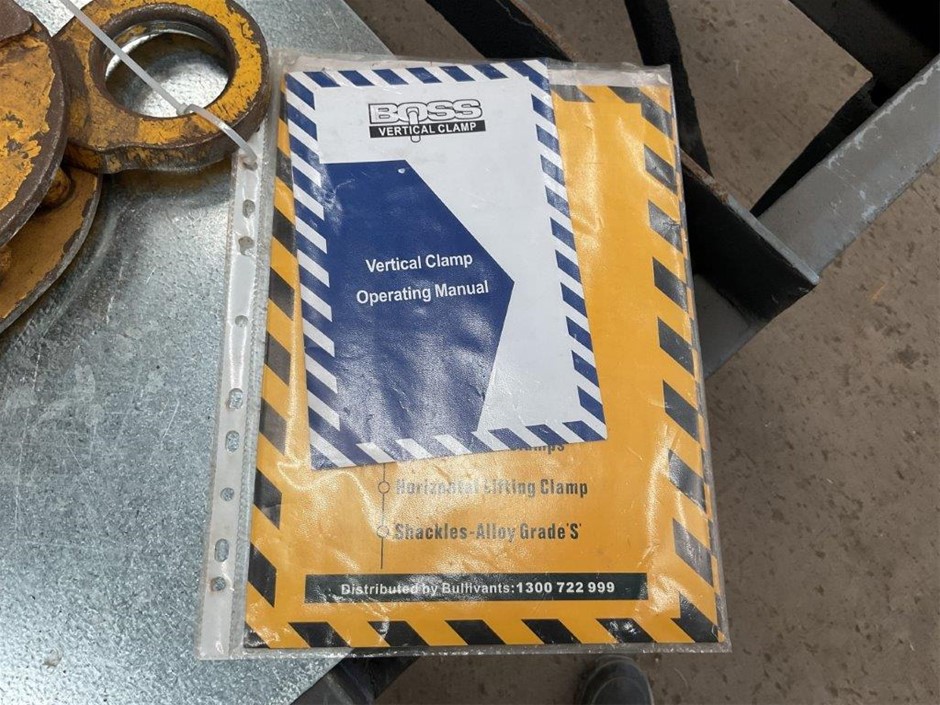 BOSS
VERTICAL CLAMP
Vertical Clamp
Operating Manual
Horizontal Lifting Clamp
Shackles-Alloy Grade'S'
Distributed by Bullivants:1300 722 999